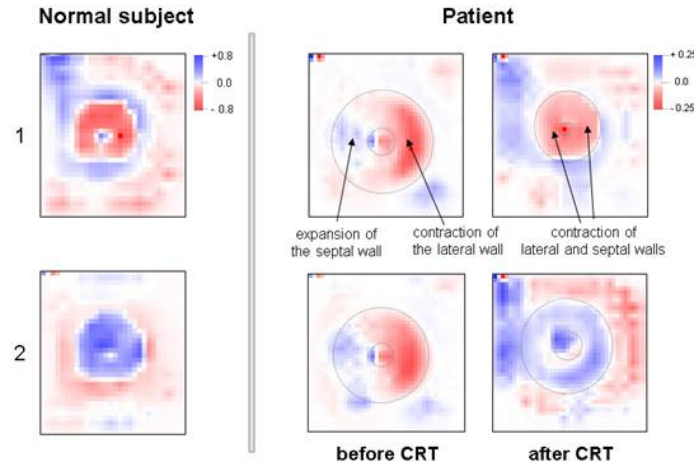 Normal subject
Patient
+0.8
0.0
- 0.8
+ 0.25
0.0
-0.25
1
expansion of
the septal wall
contraction of
the lateral wall
contraction of
lateral and septal walls
2
before CRT
after CRT